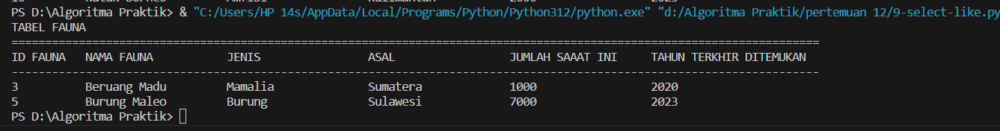 PS D:\Algoritma Praktik> & "C:/Users/HP 14s/AppData/Local/Programs/Python/Python312/python.exe" "d:/Algoritma Praktik/pertemuan 12/9-select-like.py
TABEL FAUNA
========================================================================================================================
ID FAUNA   NAMA FAUNA           JENIS                ASAL                 JUMLAH SAAAT INI     TAHUN TERKHIR DITEMUKAN
------------------------------------------------------------------------------------------------------------------------
3          Beruang Madu         Mamalia              Sumatera             1000                 2020
5          Burung Maleo         Burung               Sulawesi             7000                 2023
PS D:\Algoritma Praktik>